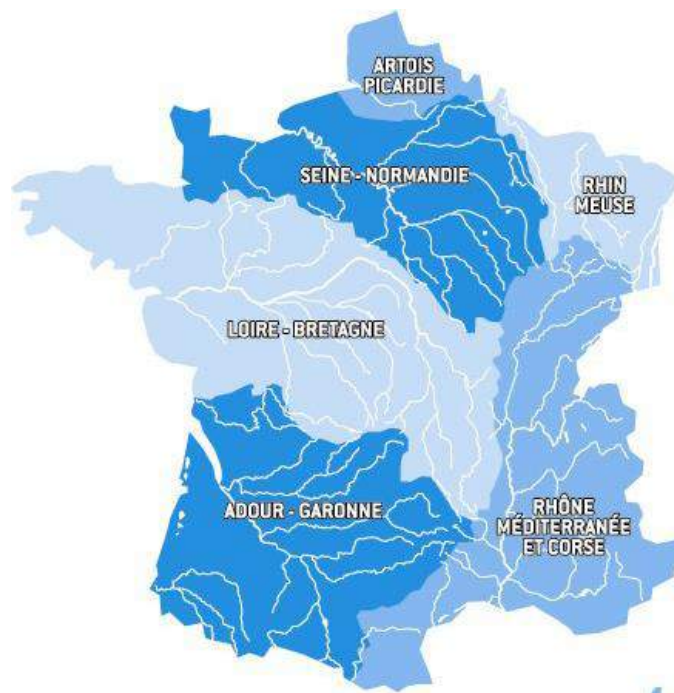 ARTOIS
PICARDIE
SEINE - NORMANDIE
RHIN
MEUSE
LOIRE - BRETAGNE
ADOUR - GARONNE
RHÔNE
MÉDITERRANÉE
ET CORSE